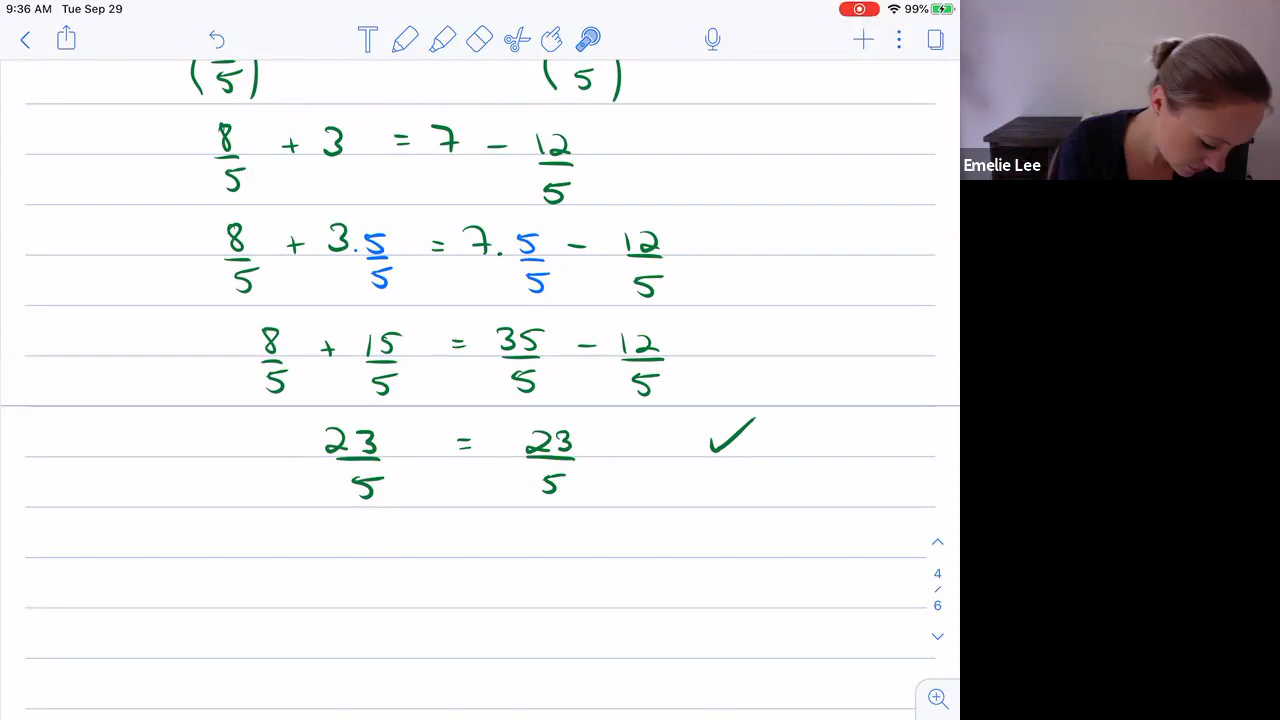 9:36 AM Tue Sep 29 99%
T
( 5 ) ( 5 )
8/5 + 3 = 7 - 12/5
8/5 + 3 · 5/5 = 7 · 5/5 - 12/5
8/5 + 15/5 = 35/5 - 12/5
23/5 = 23/5 ✓
4
/
6
Emelie Lee